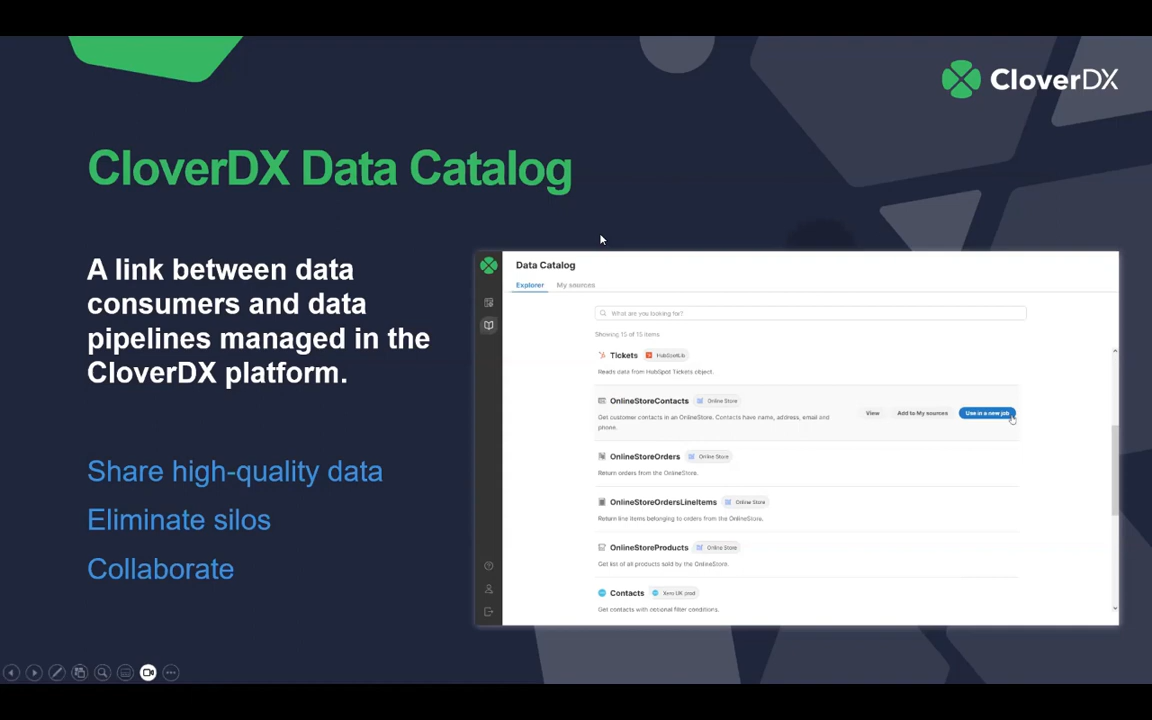 CloverDX
CloverDX Data Catalog
A link between data
consumers and data
pipelines managed in the
CloverDX platform.
Share high-quality data
Eliminate silos
Collaborate
Data Catalog
Explorer My sources
What are you looking for?
Showing 15 of 15 items
Tickets HubSpotLib
Reads data from HubSpot Tickets object.
OnlineStoreContacts Online Store
Get customer contacts in an OnlineStore. Contacts have name, address, email and
phone.
View Add to My sources Use in a new job
OnlineStoreOrders Online Store
Return orders from the OnlineStore.
OnlineStoreOrdersLineItems Online Store
Return line items belonging to orders from the OnlineStore.
OnlineStoreProducts Online Store
Get list of all products sold by the OnlineStore.
Contacts Xero UK prod
Get contacts with optional filter conditions.